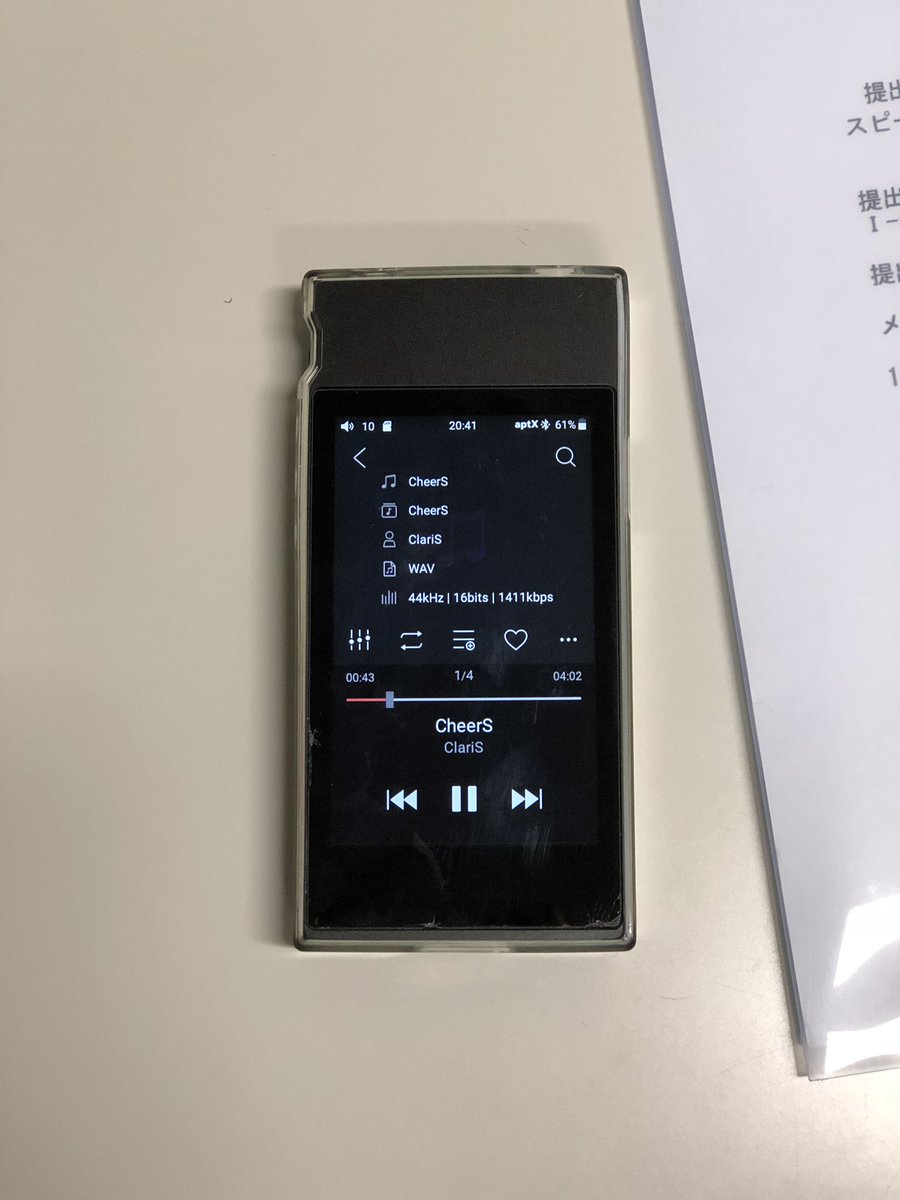 10 20:41 aptX 61%
CheerS
CheerS
ClariS
WAV
44kHz | 16bits | 1411kbps
00:43 1/4 04:02
CheerS
ClariS
提出
スピー
提出
I－
提出
メ
1